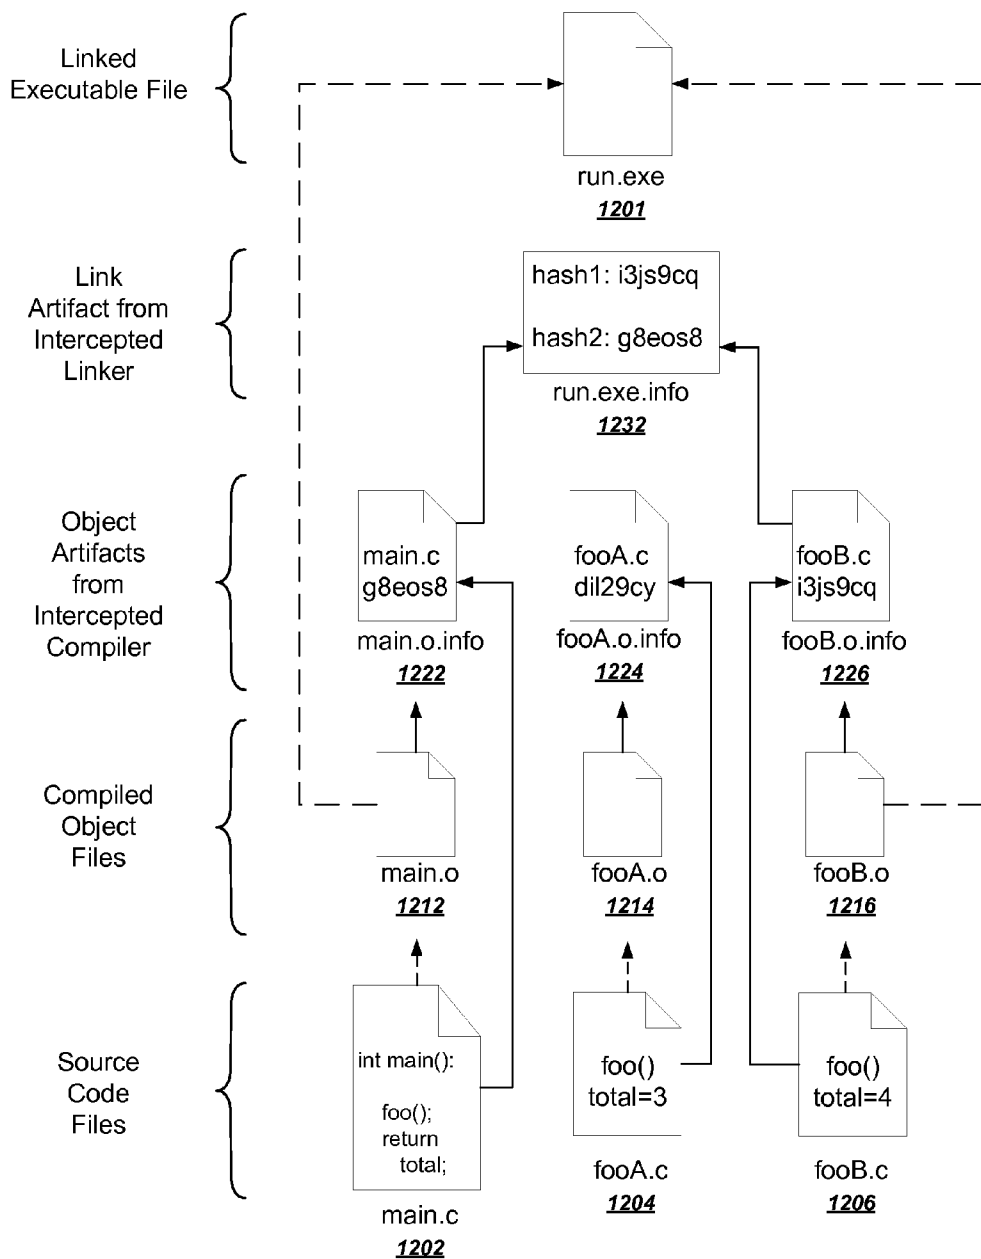 Linked
Executable File
run.exe
1201
Link
Artifact from
Intercepted
Linker
hash1: i3js9cq
hash2: g8eos8
run.exe.info
1232
Object
Artifacts
from
Intercepted
Compiler
main.c
g8eos8
main.o.info
1222
fooA.c
dil29cy
fooA.o.info
1224
fooB.c
i3js9cq
fooB.o.info
1226
Compiled
Object
Files
main.o
1212
fooA.o
1214
fooB.o
1216
Source
Code
Files
int main():
foo();
return
total;
main.c
1202
foo()
total=3
fooA.c
1204
foo()
total=4
fooB.c
1206